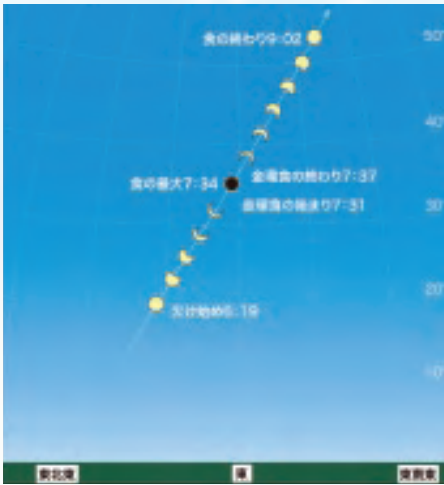 食の終わり9:02
50°
40°
食の最大7:34
金環食の終わり7:37
金環食の始まり7:31
30°
20°
欠け始め6:19
10°
東北東
東
東南東